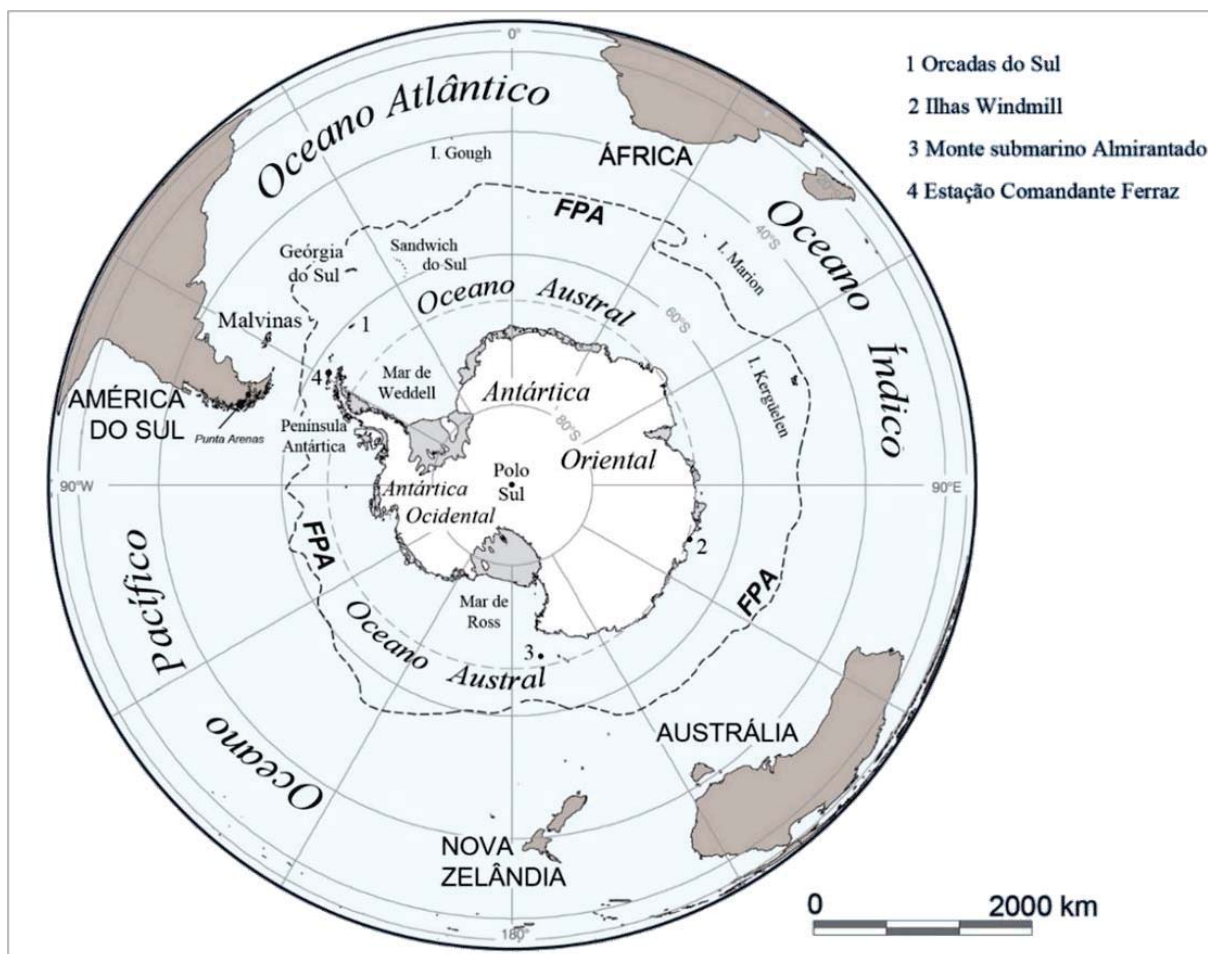 0°
1 Orcadas do Sul
2 Ilhas Windmill
3 Monte submarino Almirantado
4 Estação Comandante Ferraz
Oceano Atlântico
I. Gough
ÁFRICA
FPA
Oceano Índico
40°S
I. Marion
Geórgia
do Sul
Sandwich
do Sul
Oceano Austral
60°S
Malvinas
1
4
Mar de
Weddell
Antártica
Oriental
I. Kergüelen
AMÉRICA
DO SUL
Punta Arenas
Península
Antártica
80°S
Polo
Sul
90°W
90°E
Antártica
Ocidental
2
FPA
FPA
Mar de
Ross
3
Oceano Austral
Oceano Pacífico
AUSTRÁLIA
NOVA
ZELÂNDIA
180°
0 2000 km